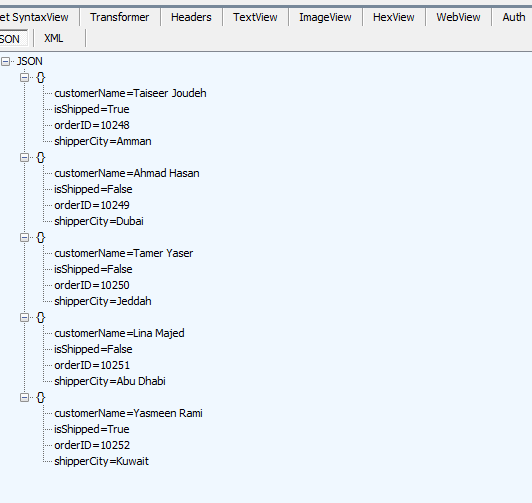 et SyntaxView Transformer Headers TextView ImageView HexView WebView Auth
SON XML
JSON
{}
customerName=Taiseer Joudeh
isShipped=True
orderID=10248
shipperCity=Amman
{}
customerName=Ahmad Hasan
isShipped=False
orderID=10249
shipperCity=Dubai
{}
customerName=Tamer Yaser
isShipped=False
orderID=10250
shipperCity=Jeddah
{}
customerName=Lina Majed
isShipped=False
orderID=10251
shipperCity=Abu Dhabi
{}
customerName=Yasmeen Rami
isShipped=True
orderID=10252
shipperCity=Kuwait